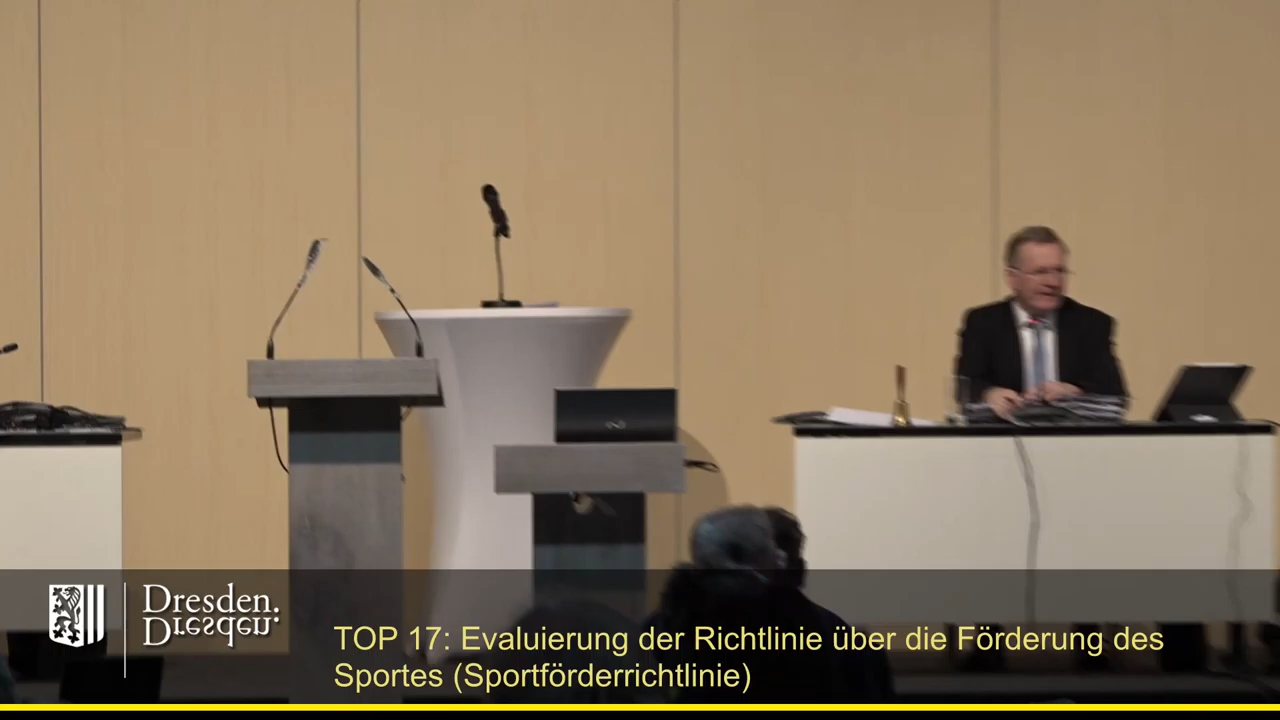 Dresden.
Dresden.
TOP 17: Evaluierung der Richtlinie über die Förderung des
Sportes (Sportförderrichtlinie)